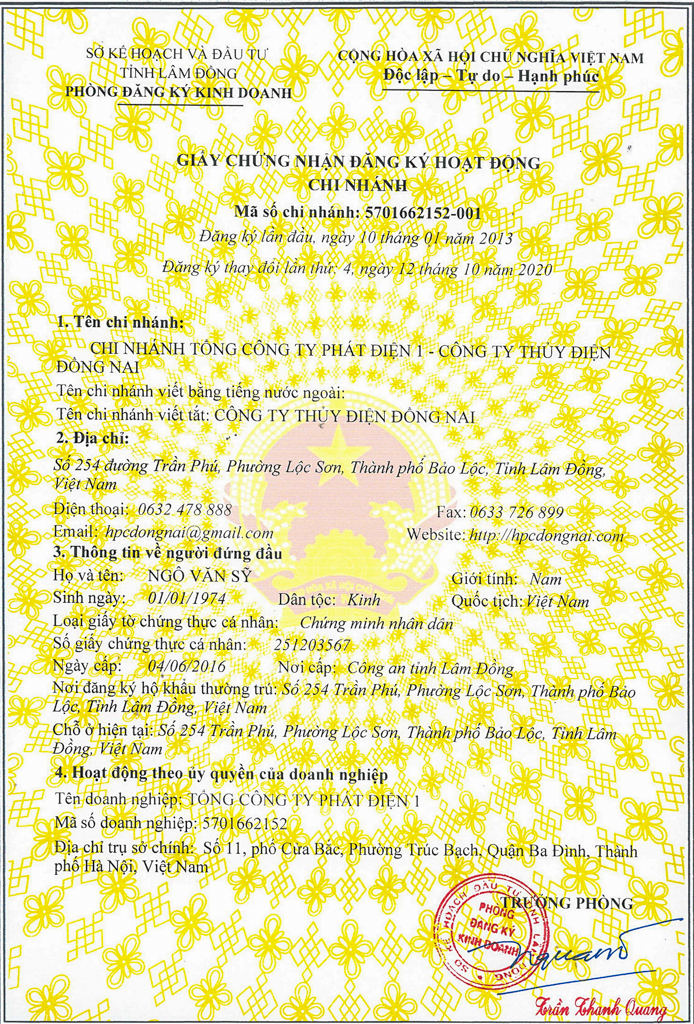 SỞ KẾ HOẠCH VÀ ĐẦU TƯ
TỈNH LÂM ĐỒNG
PHÒNG ĐĂNG KÝ KINH DOANH
CỘNG HÒA XÃ HỘI CHỦ NGHĨA VIỆT NAM
Độc lập – Tự do – Hạnh phúc
GIẤY CHỨNG NHẬN ĐĂNG KÝ HOẠT ĐỘNG
CHI NHÁNH
Mã số chi nhánh: 5701662152-001
Đăng ký lần đầu, ngày 10 tháng 01 năm 2013
Đăng ký thay đổi lần thứ: 4, ngày 12 tháng 10 năm 2020
1. Tên chi nhánh:
CHI NHÁNH TỔNG CÔNG TY PHÁT ĐIỆN 1 - CÔNG TY THỦY ĐIỆN
ĐỒNG NAI
Tên chi nhánh viết bằng tiếng nước ngoài:
Tên chi nhánh viết tắt: CÔNG TY THỦY ĐIỆN ĐỒNG NAI
2. Địa chỉ:
Số 254 đường Trần Phú, Phường Lộc Sơn, Thành phố Bảo Lộc, Tỉnh Lâm Đồng,
Việt Nam
Điện thoại: 0632 478 888 Fax: 0633 726 899
Email: hpcdongnai@gmail.com Website: http://hpcdongnai.com
3. Thông tin về người đứng đầu
Họ và tên: NGÔ VĂN SỸ Giới tính: Nam
Sinh ngày: 01/01/1974 Dân tộc: Kinh Quốc tịch: Việt Nam
Loại giấy tờ chứng thực cá nhân: Chứng minh nhân dân
Số giấy chứng thực cá nhân: 251203567
Ngày cấp: 04/06/2016 Nơi cấp: Công an tỉnh Lâm Đồng
Nơi đăng ký hộ khẩu thường trú: Số 254 Trần Phú, Phường Lộc Sơn, Thành phố Bảo
Lộc, Tỉnh Lâm Đồng, Việt Nam
Chỗ ở hiện tại: Số 254 Trần Phú, Phường Lộc Sơn, Thành phố Bảo Lộc, Tỉnh Lâm
Đồng, Việt Nam
4. Hoạt động theo ủy quyền của doanh nghiệp
Tên doanh nghiệp: TỔNG CÔNG TY PHÁT ĐIỆN 1
Mã số doanh nghiệp: 5701662152
Địa chỉ trụ sở chính: Số 11, phố Cửa Bắc, Phường Trúc Bạch, Quận Ba Đình, Thành
phố Hà Nội, Việt Nam
TRƯỞNG PHÒNG
SỞ KẾ HOẠCH ĐẦU TƯ TỈNH LÂM ĐỒNG
PHÒNG
ĐĂNG KÝ
KINH DOANH
Trần Thanh Quang